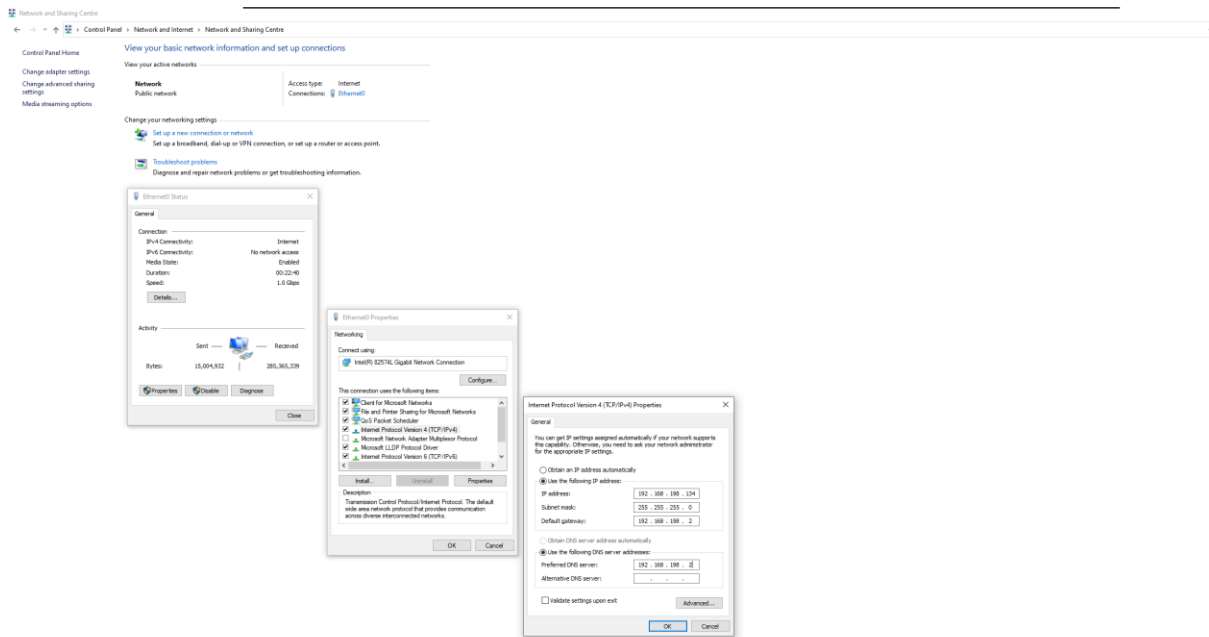 Network and Sharing Centre
Control Panel > Network and Internet > Network and Sharing Centre
Control Panel Home
Change adapter settings
Change advanced sharing
settings
Media streaming options
View your basic network information and set up connections
View your active networks
Network
Public network
Access type: Internet
Connections: Ethernet0
Change your networking settings
Set up a new connection or network
Set up a broadband, dial-up or VPN connection, or set up a router or access point.
Troubleshoot problems
Diagnose and repair network problems or get troubleshooting information.
Ethernet0 Status
General
Connection
IPv4 Connectivity: Internet
IPv6 Connectivity: No network access
Media State: Enabled
Duration: 00:22:40
Speed: 1.0 Gbps
Details...
Activity
Sent — — Received
Bytes: 15,004,932 | 285,365,339
Properties Disable Diagnose
Close
Ethernet0 Properties
Networking
Connect using:
Intel(R) 82574L Gigabit Network Connection
Configure...
This connection uses the following items:
Client for Microsoft Networks
File and Printer Sharing for Microsoft Networks
QoS Packet Scheduler
Internet Protocol Version 4 (TCP/IPv4)
Microsoft Network Adapter Multiplexor Protocol
Microsoft LLDP Protocol Driver
Internet Protocol Version 6 (TCP/IPv6)
Install... Uninstall Properties
Description
Transmission Control Protocol/Internet Protocol. The default
wide area network protocol that provides communication
across diverse interconnected networks.
OK Cancel
Internet Protocol Version 4 (TCP/IPv4) Properties
General
You can get IP settings assigned automatically if your network supports
this capability. Otherwise, you need to ask your network administrator
for the appropriate IP settings.
Obtain an IP address automatically
Use the following IP address:
IP address: 192 . 168 . 198 . 134
Subnet mask: 255 . 255 . 255 . 0
Default gateway: 192 . 168 . 198 . 2
Obtain DNS server address automatically
Use the following DNS server addresses:
Preferred DNS server: 192 . 168 . 198 . 2
Alternative DNS server: . . .
Validate settings upon exit
Advanced...
OK Cancel